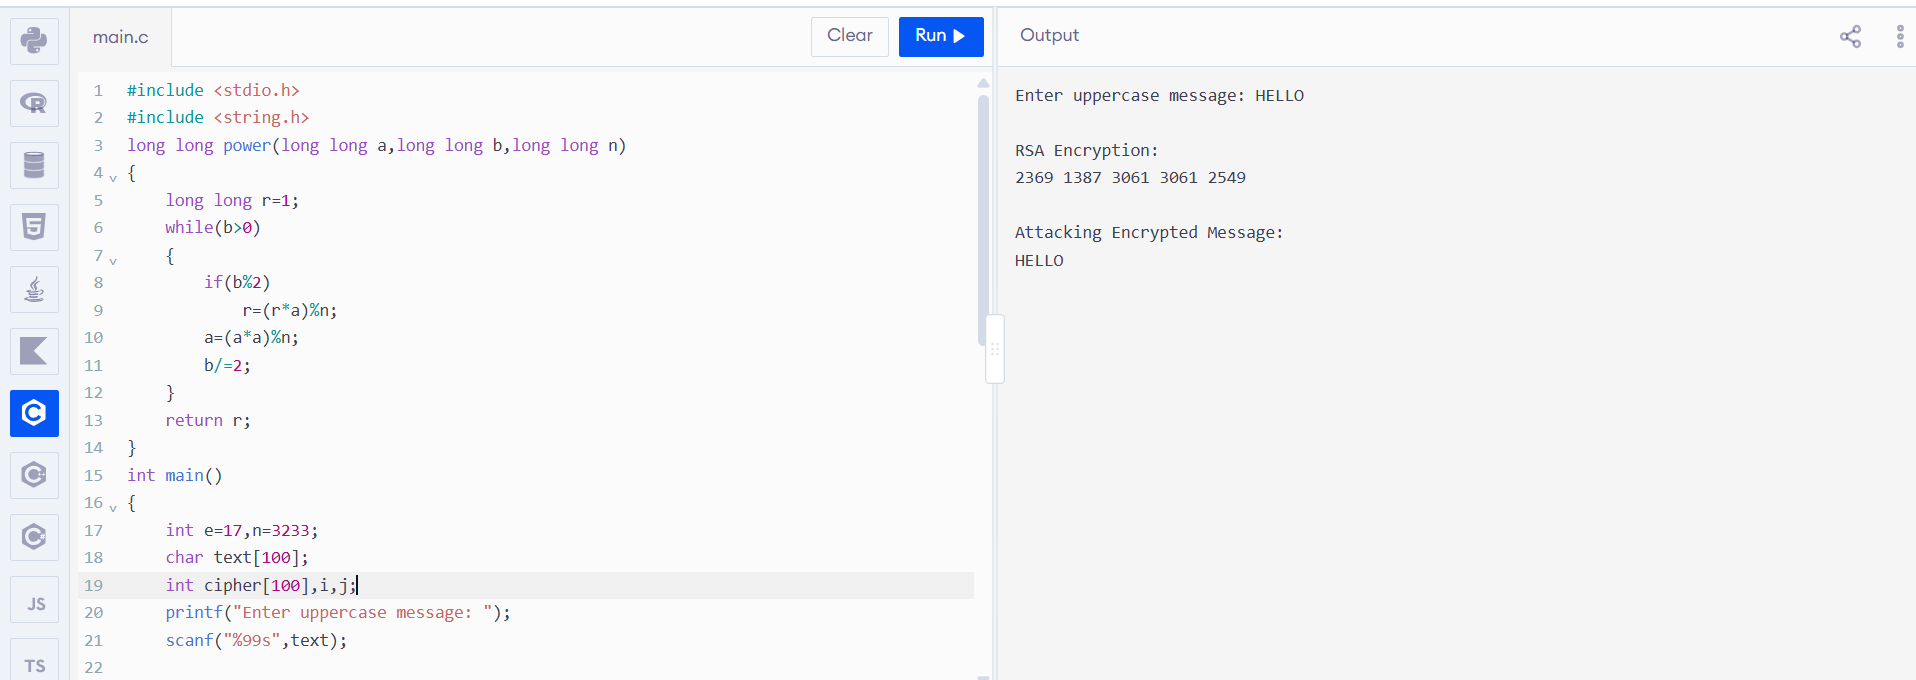 main.c
Clear
Run
Output
1 #include <stdio.h>
2 #include <string.h>
3 long long power(long long a,long long b,long long n)
4 {
5     long long r=1;
6     while(b>0)
7     {
8         if(b%2)
9             r=(r*a)%n;
10         a=(a*a)%n;
11         b/=2;
12     }
13     return r;
14 }
15 int main()
16 {
17     int e=17,n=3233;
18     char text[100];
19     int cipher[100],i,j;
20     printf("Enter uppercase message: ");
21     scanf("%99s",text);
22
Enter uppercase message: HELLO
RSA Encryption:
2369 1387 3061 3061 2549
Attacking Encrypted Message:
HELLO
R
5
C
C
C
JS
TS